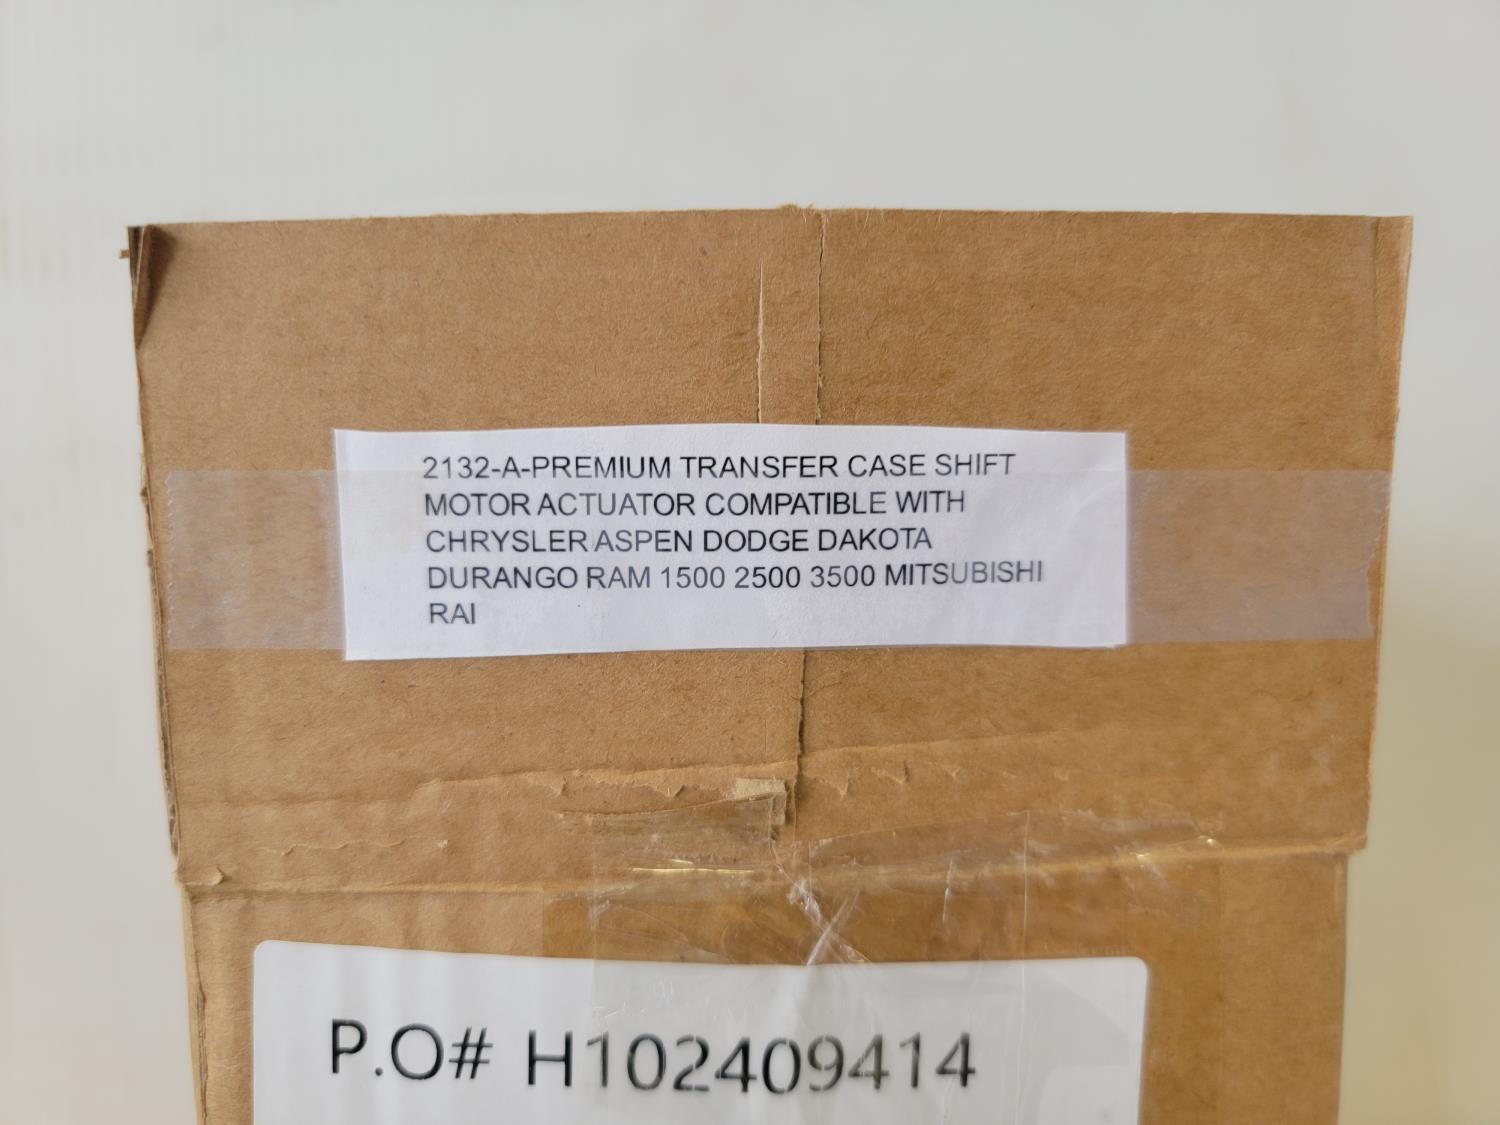 2132-A-PREMIUM TRANSFER CASE SHIFT
MOTOR ACTUATOR COMPATIBLE WITH
CHRYSLER ASPEN DODGE DAKOTA
DURANGO RAM 1500 2500 3500 MITSUBISHI
RAI
P.O# H102409414